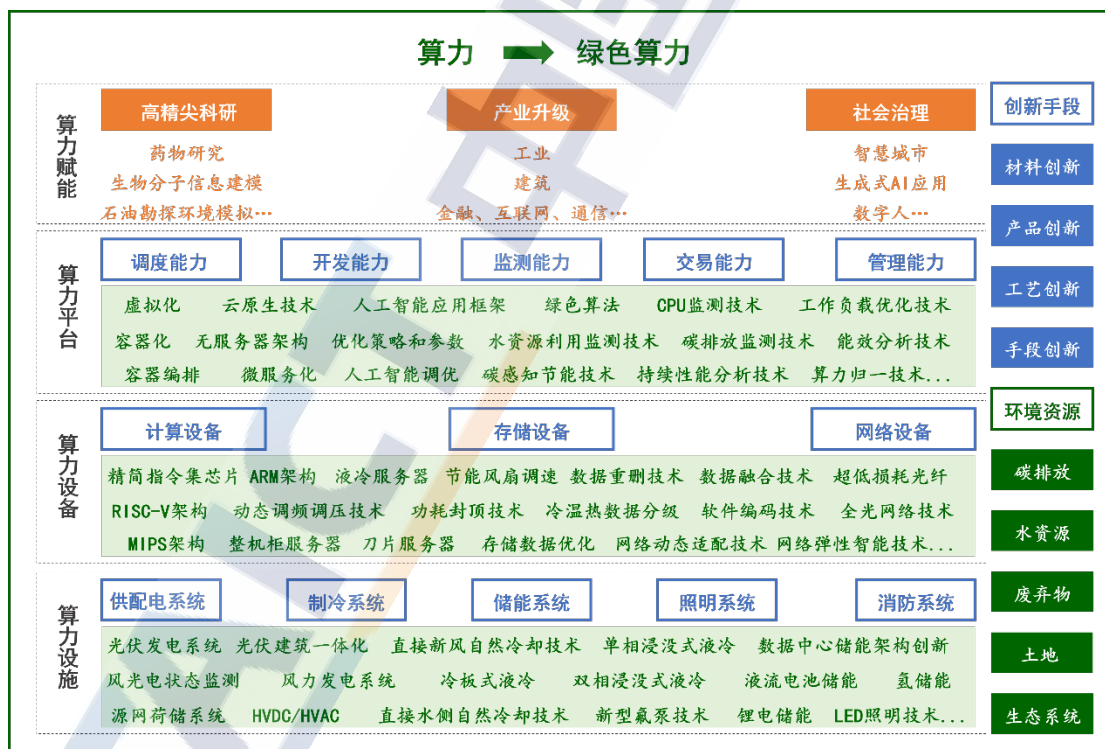 算力 绿色算力
算力赋能
高精尖科研 产业升级 社会治理
药物研究 工业 智慧城市
生物分子信息建模 建筑 生成式AI应用
石油勘探环境模拟… 金融、互联网、通信… 数字人…
算力平台
调度能力 开发能力 监测能力 交易能力 管理能力
虚拟化 云原生技术 人工智能应用框架 绿色算法 CPU监测技术 工作负载优化技术
容器化 无服务器架构 优化策略和参数 水资源利用监测技术 碳排放监测技术 能效分析技术
容器编排 微服务化 人工智能调优 碳感知节能技术 持续性能分析技术 算力归一技术...
算力设备
计算设备 存储设备 网络设备
精简指令集芯片 ARM架构 液冷服务器 节能风扇调速 数据重删技术 数据融合技术 超低损耗光纤
RISC-V架构 动态调频调压技术 功耗封顶技术 冷温热数据分级 软件编码技术 全光网络技术
MIPS架构 整机柜服务器 刀片服务器 存储数据优化 网络动态适配技术 网络弹性智能技术...
算力设施
供配电系统 制冷系统 储能系统 照明系统 消防系统
光伏发电系统 光伏建筑一体化 直接新风自然冷却技术 单相浸没式液冷 数据中心储能架构创新
风光电状态监测 风力发电系统 冷板式液冷 双相浸没式液冷 液流电池储能 氢储能
源网荷储系统 HVDC/HVAC 直接水侧自然冷却技术 新型氟泵技术 锂电储能 LED照明技术...
创新手段
材料创新
产品创新
工艺创新
手段创新
环境资源
碳排放
水资源
废弃物
土地
生态系统